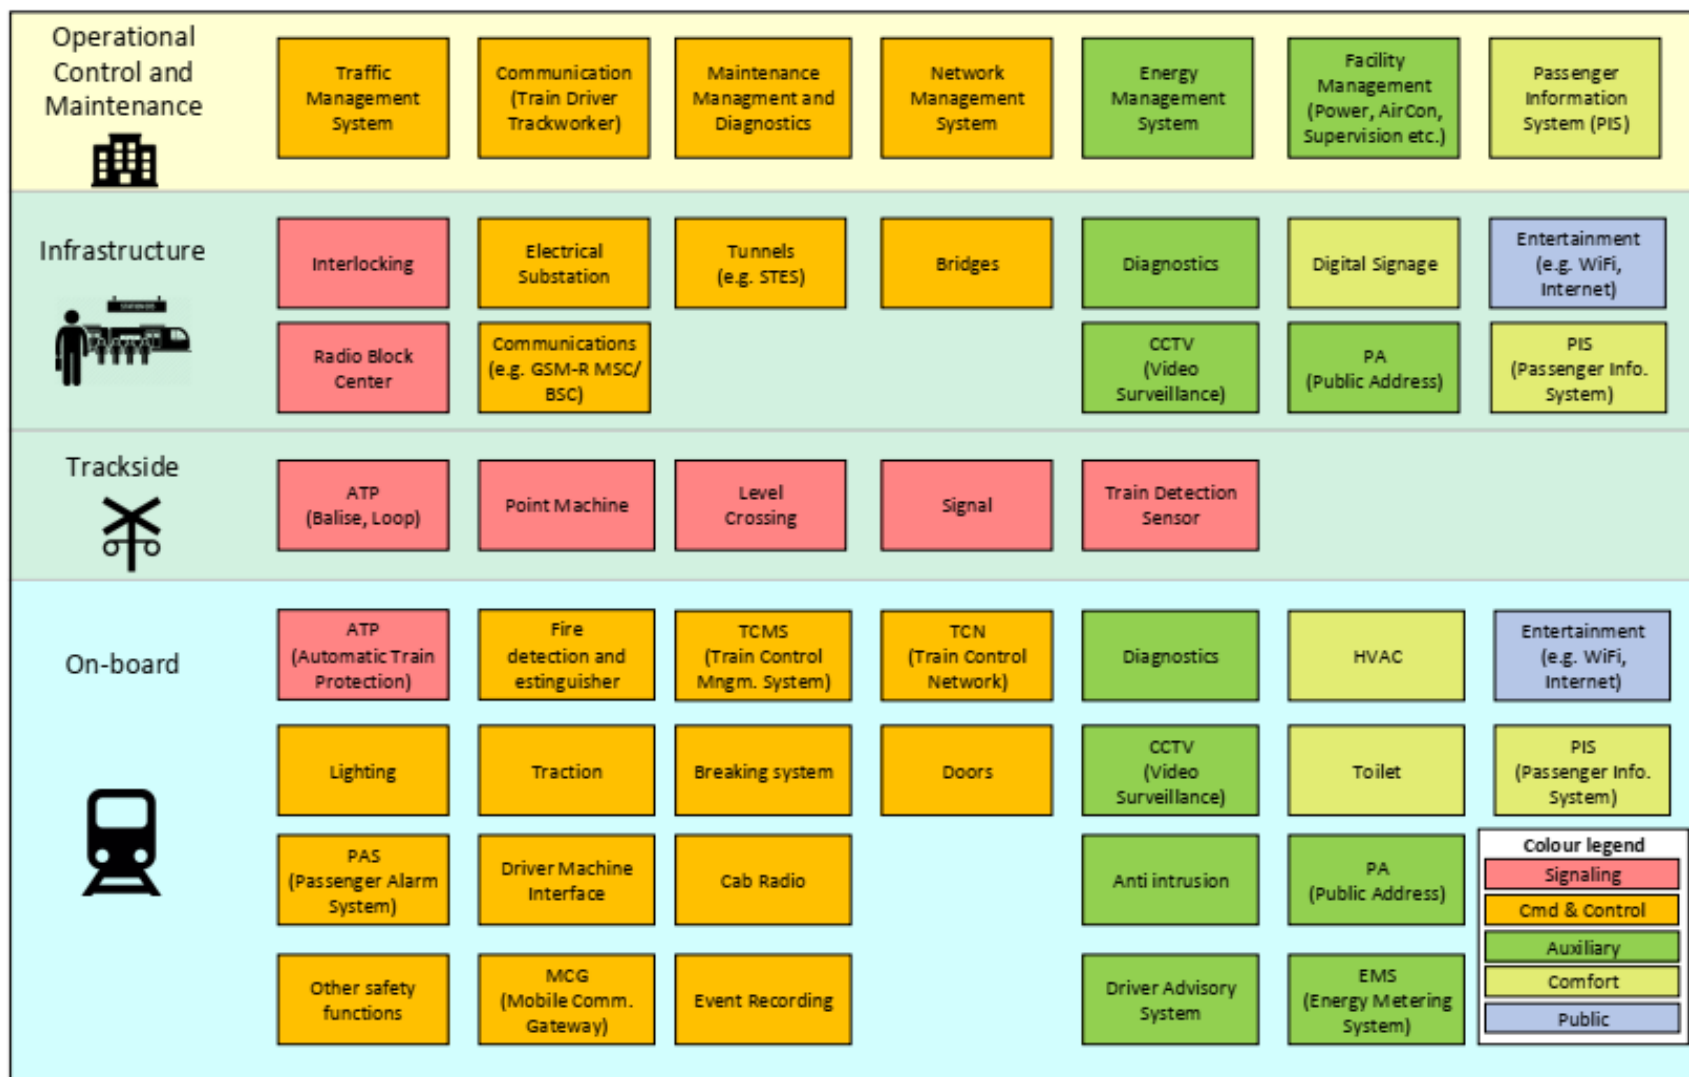 Operational
Control and
Maintenance
Traffic
Management
System
Communication
(Train Driver
Trackworker)
Maintenance
Managment and
Diagnostics
Network
Management
System
Energy
Management
System
Facility
Management
(Power, AirCon,
Supervision etc.)
Passenger
Information
System (PIS)
Infrastructure
Interlocking
Electrical
Substation
Tunnels
(e.g. STES)
Bridges
Diagnostics
Digital Signage
Entertainment
(e.g. WiFi,
Internet)
Radio Block
Center
Communications
(e.g. GSM-R MSC/
BSC)
CCTV
(Video
Surveillance)
PA
(Public Address)
PIS
(Passenger Info.
System)
Trackside
ATP
(Balise, Loop)
Point Machine
Level
Crossing
Signal
Train Detection
Sensor
On-board
ATP
(Automatic Train
Protection)
Fire
detection and
estinguisher
TCMS
(Train Control
Mngm. System)
TCN
(Train Control
Network)
Diagnostics
HVAC
Entertainment
(e.g. WiFi,
Internet)
Lighting
Traction
Breaking system
Doors
CCTV
(Video
Surveillance)
Toilet
PIS
(Passenger Info.
System)
PAS
(Passenger Alarm
System)
Driver Machine
Interface
Cab Radio
Anti intrusion
PA
(Public Address)
Other safety
functions
MCG
(Mobile Comm.
Gateway)
Event Recording
Driver Advisory
System
EMS
(Energy Metering
System)
Colour legend
Signaling
Cmd & Control
Auxiliary
Comfort
Public